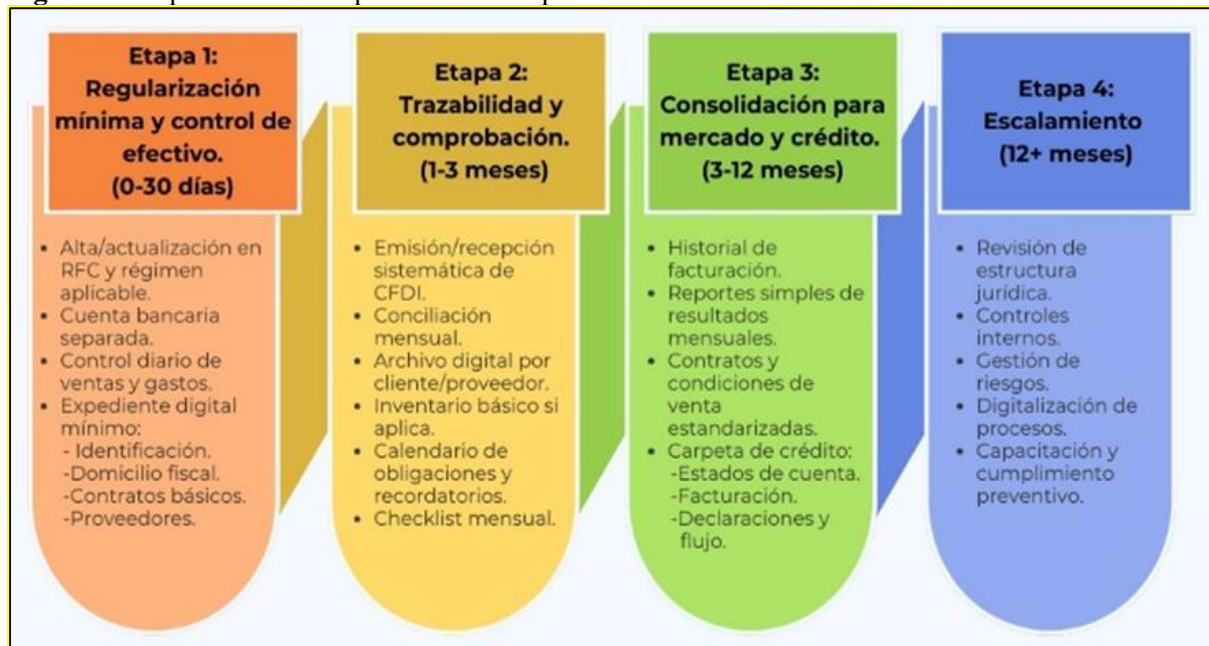 Etapa 1:
Regularización
mínima y control de
efectivo.
(0-30 días)
• Alta/actualización en
RFC y régimen
aplicable.
• Cuenta bancaria
separada.
• Control diario de
ventas y gastos.
• Expediente digital
mínimo:
- Identificación.
-Domicilio fiscal.
-Contratos básicos.
-Proveedores.
Etapa 2:
Trazabilidad y
comprobación.
(1-3 meses)
• Emisión/recepción
sistemática de
CFDI.
• Conciliación
mensual.
• Archivo digital por
cliente/proveedor.
• Inventario básico si
aplica.
• Calendario de
obligaciones y
recordatorios.
• Checklist mensual.
Etapa 3:
Consolidación para
mercado y crédito.
(3-12 meses)
• Historial de
facturación.
• Reportes simples de
resultados
mensuales.
• Contratos y
condiciones de
venta
estandarizadas.
• Carpeta de crédito:
-Estados de cuenta.
-Facturación.
-Declaraciones y
flujo.
Etapa 4:
Escalamiento
(12+ meses)
• Revisión de
estructura
jurídica.
• Controles
internos.
• Gestión de
riesgos.
• Digitalización de
procesos.
• Capacitación y
cumplimiento
preventivo.